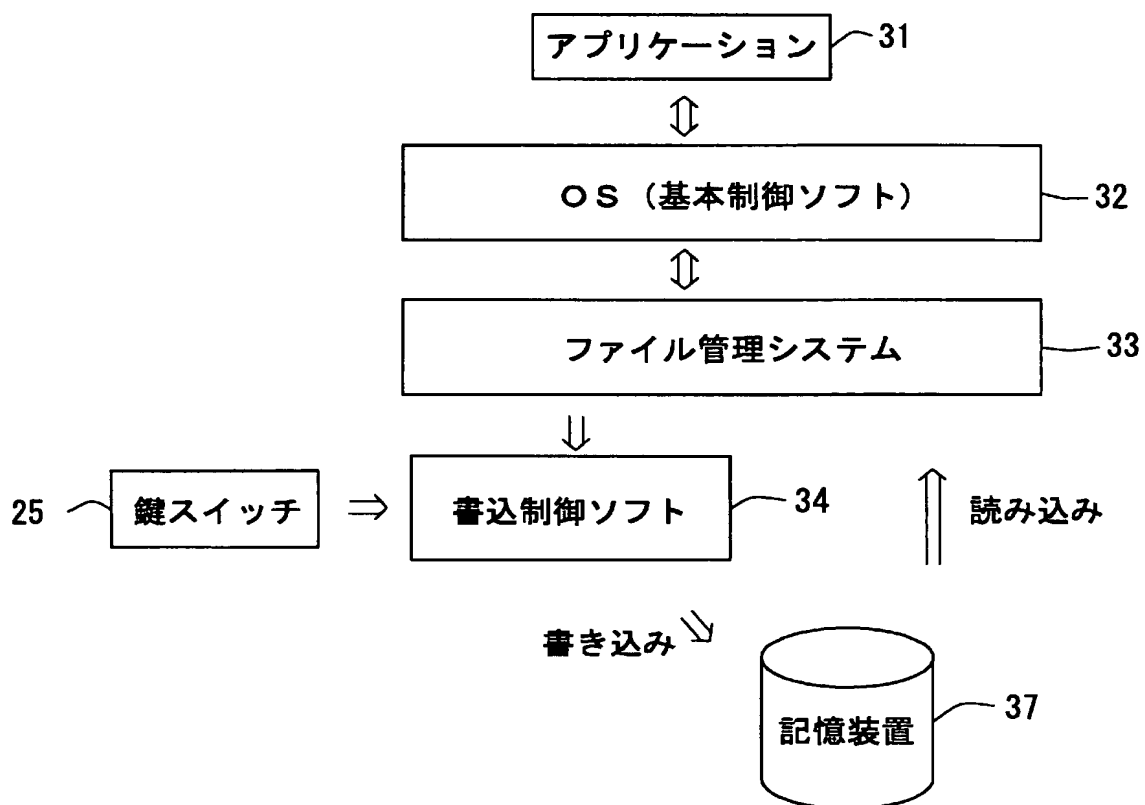 アプリケーション
31
OS(基本制御ソフト)
32
ファイル管理システム
33
25
鍵スイッチ
書込制御ソフト
34
読み込み
書き込み
記憶装置
37